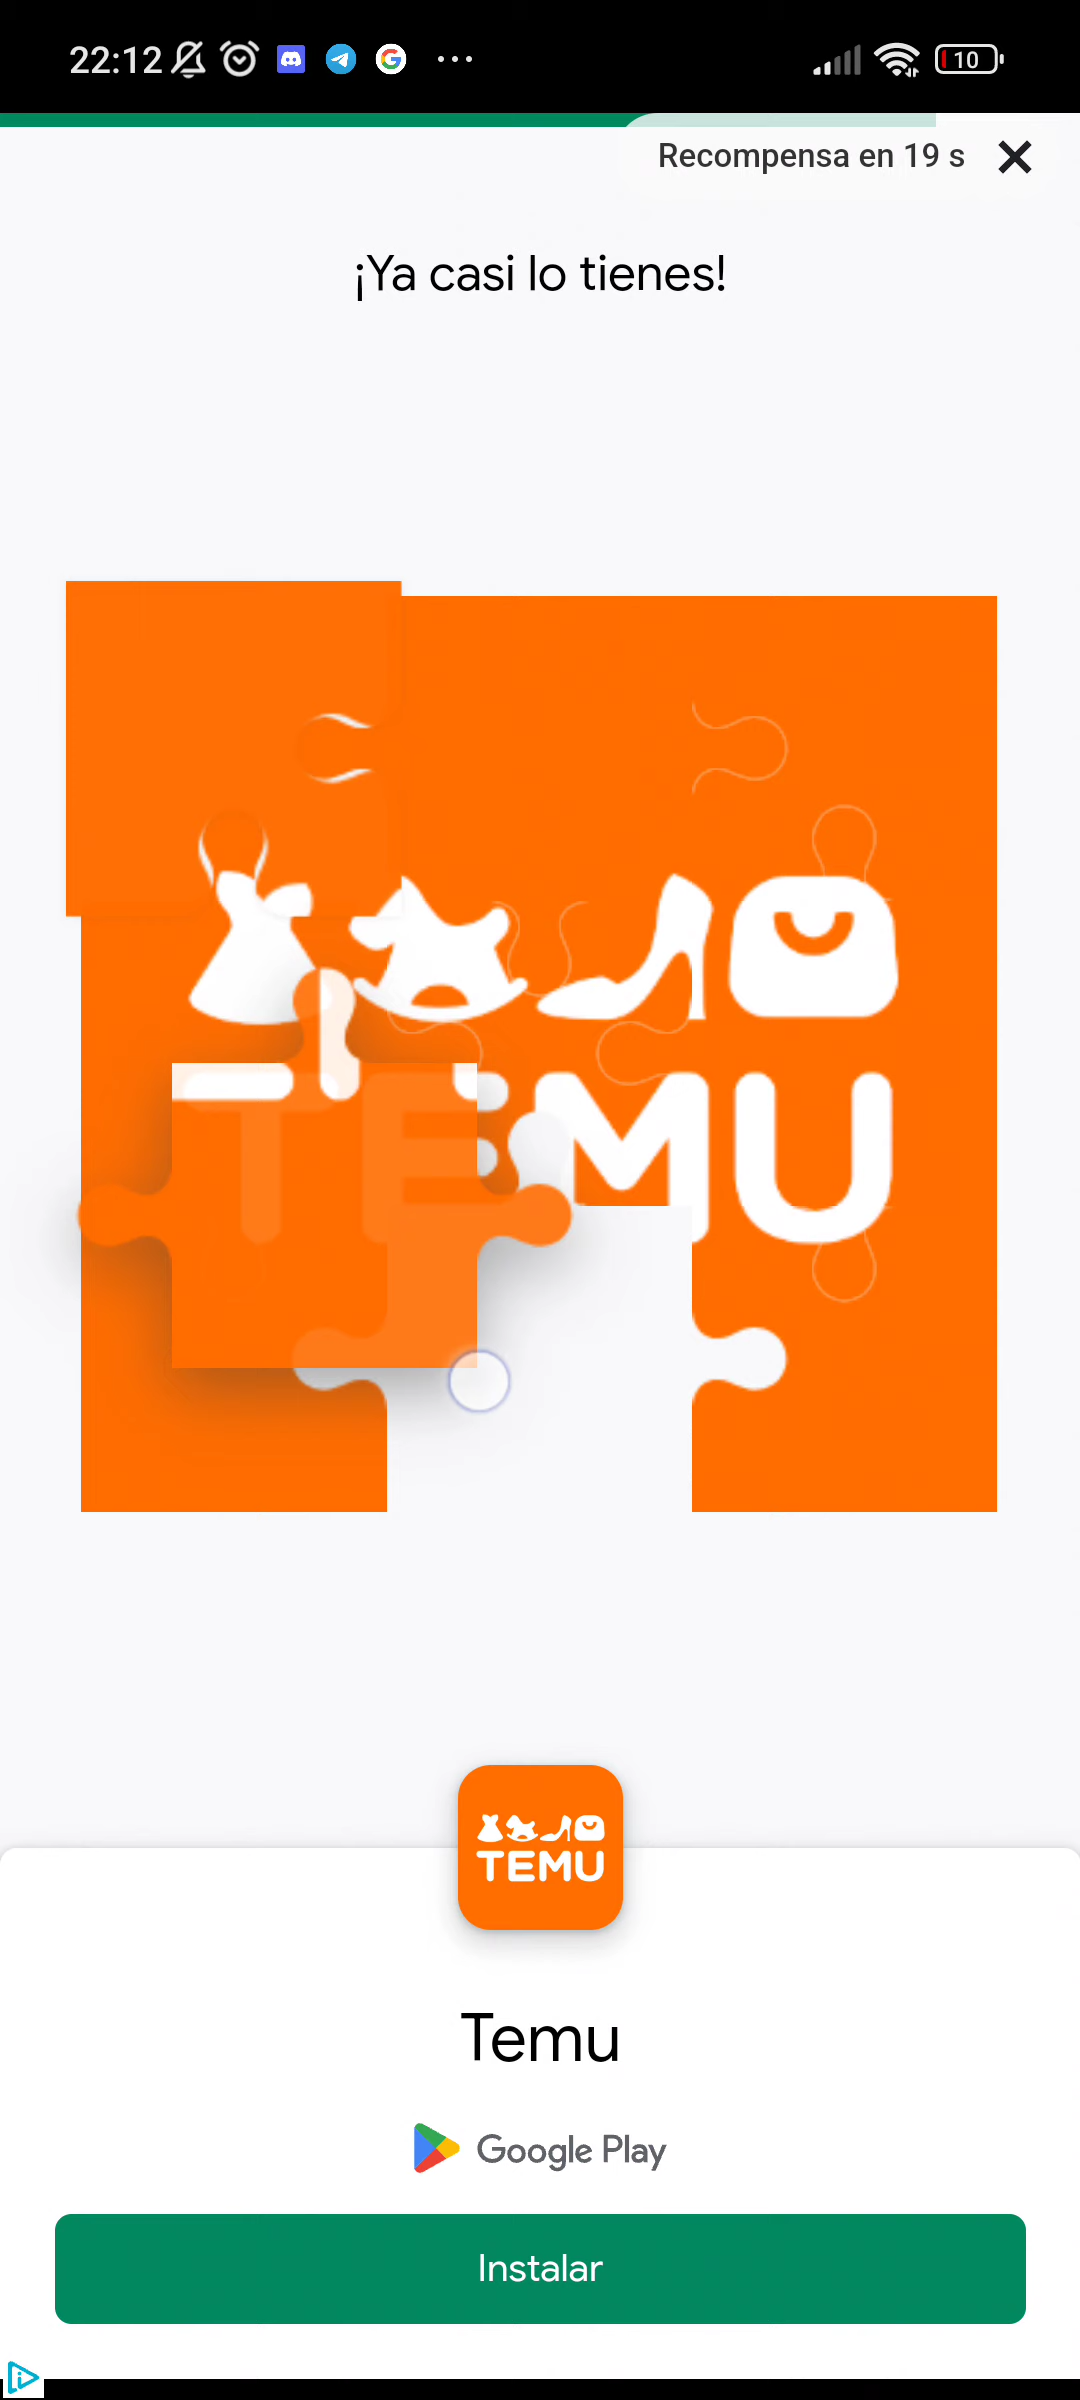 22:12
10
Recompensa en 19 s
¡Ya casi lo tienes!
TEMU
TEMU
Temu
Google Play
Instalar